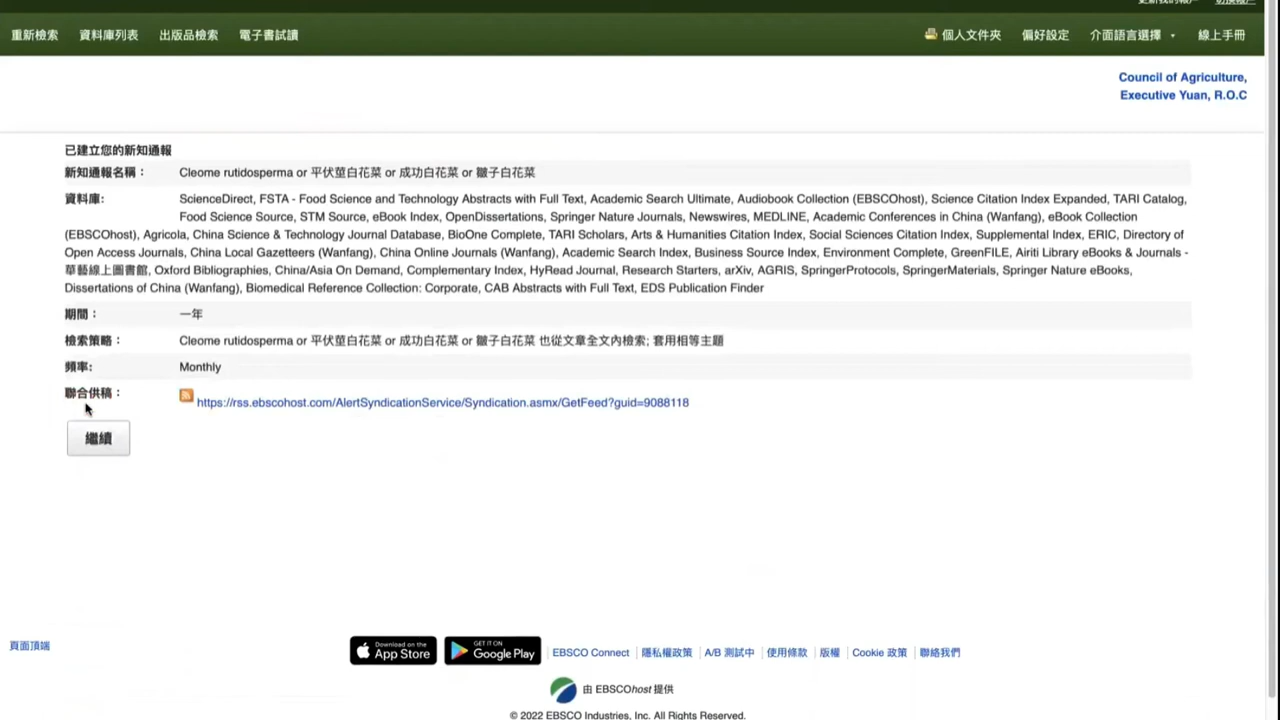 重新檢索 資料庫列表 出版品檢索 電子書試讀 個人文件夾 偏好設定 介面語言選擇 線上手冊
Council of Agriculture,
Executive Yuan, R.O.C
已建立您的新知通報
新知通報名稱： Cleome rutidosperma or 平伏莖白花菜 or 成功白花菜 or 皺子白花菜
資料庫: ScienceDirect, FSTA - Food Science and Technology Abstracts with Full Text, Academic Search Ultimate, Audiobook Collection (EBSCOhost), Science Citation Index Expanded, TARI Catalog,
Food Science Source, STM Source, eBook Index, OpenDissertations, Springer Nature Journals, Newswires, MEDLINE, Academic Conferences in China (Wanfang), eBook Collection
(EBSCOhost), Agricola, China Science & Technology Journal Database, BioOne Complete, TARI Scholars, Arts & Humanities Citation Index, Social Sciences Citation Index, Supplemental Index, ERIC, Directory of
Open Access Journals, China Local Gazetteers (Wanfang), China Online Journals (Wanfang), Academic Search Index, Business Source Index, Environment Complete, GreenFILE, Airiti Library eBooks & Journals -
華藝線上圖書館, Oxford Bibliographies, China/Asia On Demand, Complementary Index, HyRead Journal, Research Starters, arXiv, AGRIS, SpringerProtocols, SpringerMaterials, Springer Nature eBooks,
Dissertations of China (Wanfang), Biomedical Reference Collection: Corporate, CAB Abstracts with Full Text, EDS Publication Finder
期間： 一年
檢索策略： Cleome rutidosperma or 平伏莖白花菜 or 成功白花菜 or 皺子白花菜 也從文章全文內檢索; 套用相等主題
頻率: Monthly
聯合供稿： https://rss.ebscohost.com/AlertSyndicationService/Syndication.asmx/GetFeed?guid=9088118
繼續
頁面頂端 Download on the App Store GET IT ON Google Play EBSCO Connect 隱私權政策 A/B 測試中 使用條款 版權 Cookie 政策 聯絡我們
由 EBSCOhost 提供
© 2022 EBSCO Industries, Inc. All Rights Reserved.